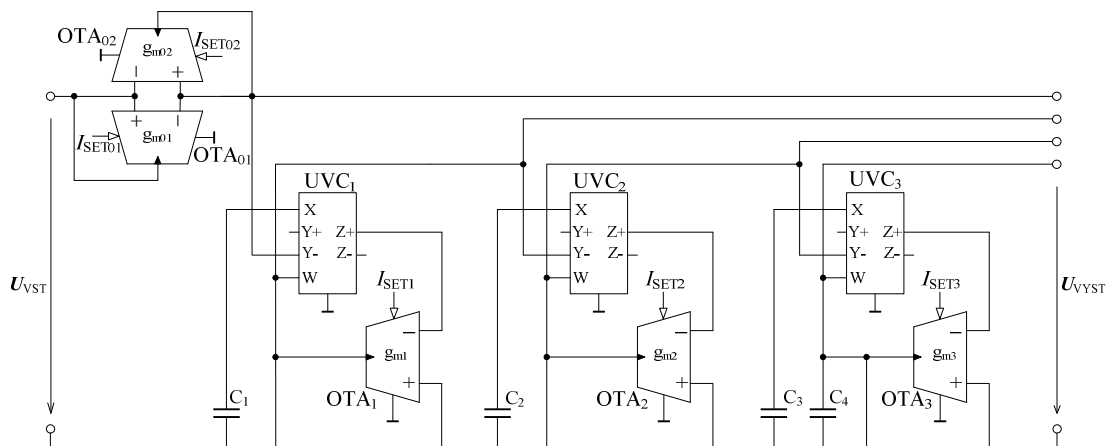 OTA02
gm02
ISET02
– +
+ –
gm01
ISET01
OTA01
UVC1
UVC2
UVC3
X
Y+ Z+
Y- Z-
W
X
Y+ Z+
Y- Z-
W
X
Y+ Z+
Y- Z-
W
UVST
ISET1
ISET2
ISET3
UVYST
–
gm1
+
–
gm2
+
–
gm3
+
C1
OTA1
C2
OTA2
C3
C4
OTA3